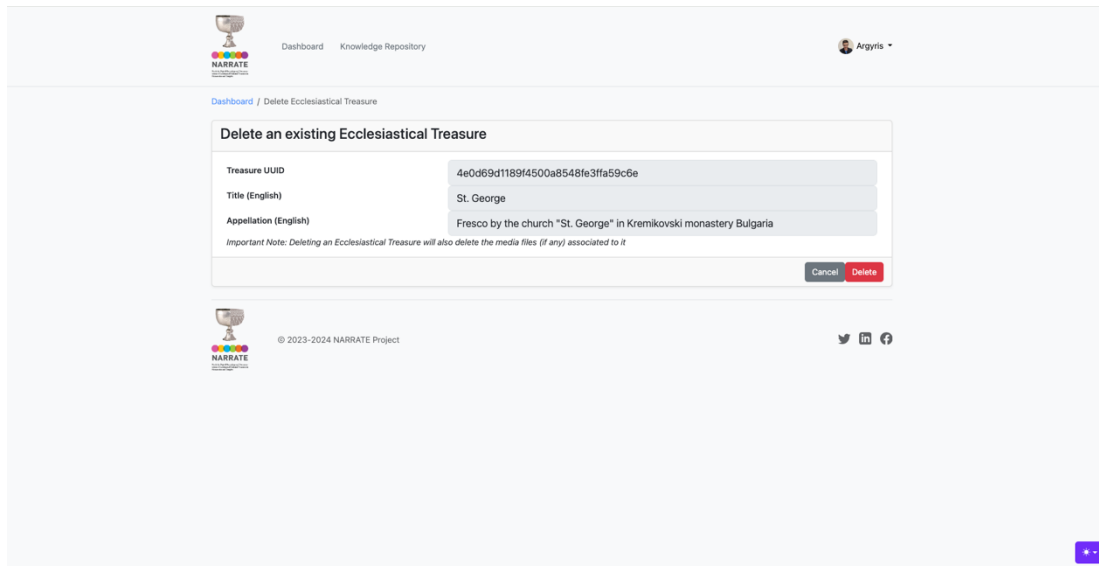 NARRATE
Dashboard Knowledge Repository
Argyris
Dashboard / Delete Ecclesiastical Treasure
Delete an existing Ecclesiastical Treasure
Treasure UUID 4e0d69d1189f4500a8548fe3ffa59c6e
Title (English) St. George
Appellation (English) Fresco by the church "St. George" in Kremikovski monastery Bulgaria
Important Note: Deleting an Ecclesiastical Treasure will also delete the media files (if any) associated to it
Cancel Delete
NARRATE
© 2023-2024 NARRATE Project